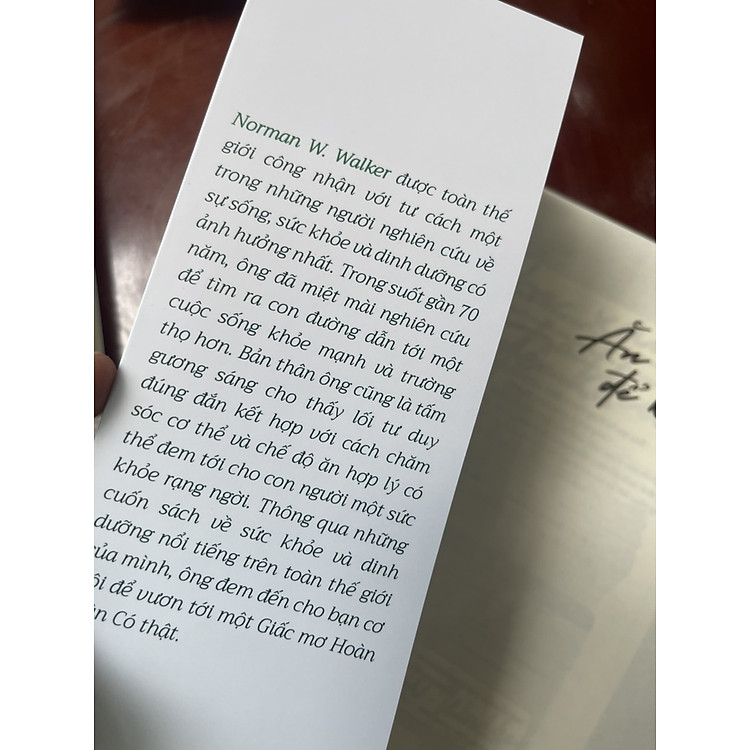 Norman W. Walker được toàn thế
giới công nhận với tư cách một
trong những người nghiên cứu về
sự sống, sức khỏe và dinh dưỡng có
ảnh hưởng nhất. Trong suốt gần 70
năm, ông đã miệt mài nghiên cứu
để tìm ra con đường dẫn tới một
cuộc sống khỏe mạnh và trường
thọ hơn. Bản thân ông cũng là tấm
gương sáng cho thấy lối tư duy
đúng đắn kết hợp với cách chăm
sóc cơ thể và chế độ ăn hợp lý có
thể đem tới cho con người một sức
khỏe rạng ngời. Thông qua những
cuốn sách về sức khỏe và dinh
dưỡng nổi tiếng trên toàn thế giới
của mình, ông đem đến cho bạn cơ
để vươn tới một Giấc mơ Hoàn
Có thật.
Ăn
để